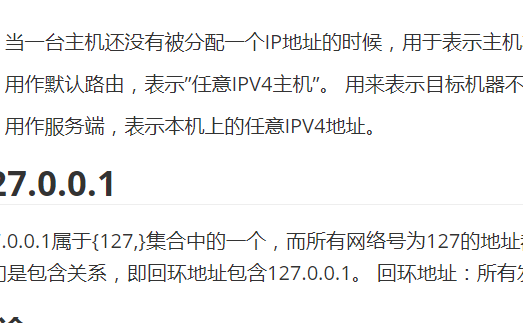 当一台主机还没有被分配一个IP地址的时候，用于表示主机
用作默认路由，表示”任意IPV4主机”。 用来表示目标机器不
用作服务端，表示本机上的任意IPV4地址。
27.0.0.1
.0.0.1属于{127,}集合中的一个，而所有网络号为127的地址
是包含关系，即回环地址包含127.0.0.1。 回环地址：所有